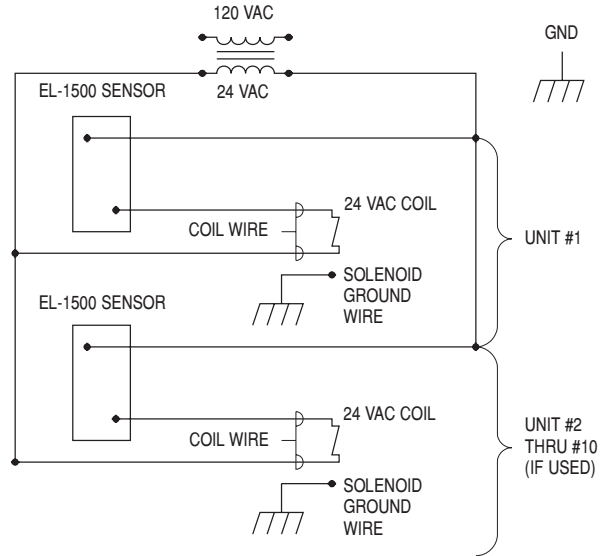 120 VAC
GND
24 VAC
EL-1500 SENSOR
24 VAC COIL
COIL WIRE
UNIT #1
SOLENOID
GROUND
WIRE
EL-1500 SENSOR
24 VAC COIL
COIL WIRE
UNIT #2
THRU #10
(IF USED)
SOLENOID
GROUND
WIRE